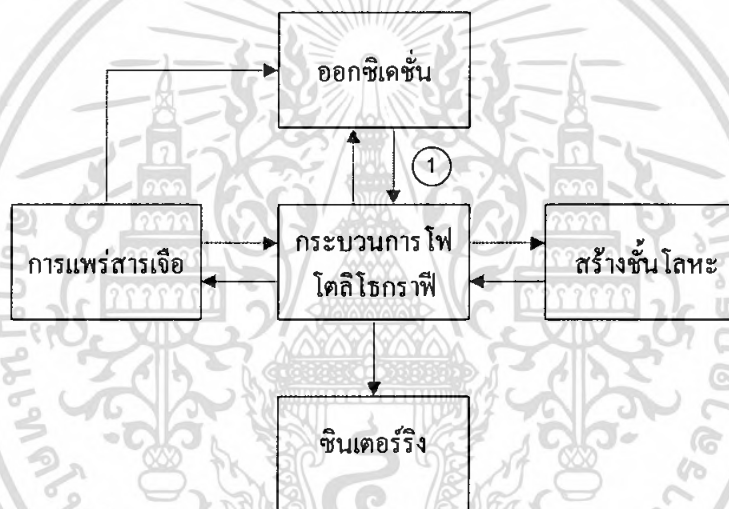 ออกซิเดชั่น
1
การแพร่สารเจือ
กระบวนการโฟ
โตลิโธกราฟี
สร้างชั้นโลหะ
ซินเตอร์ริง